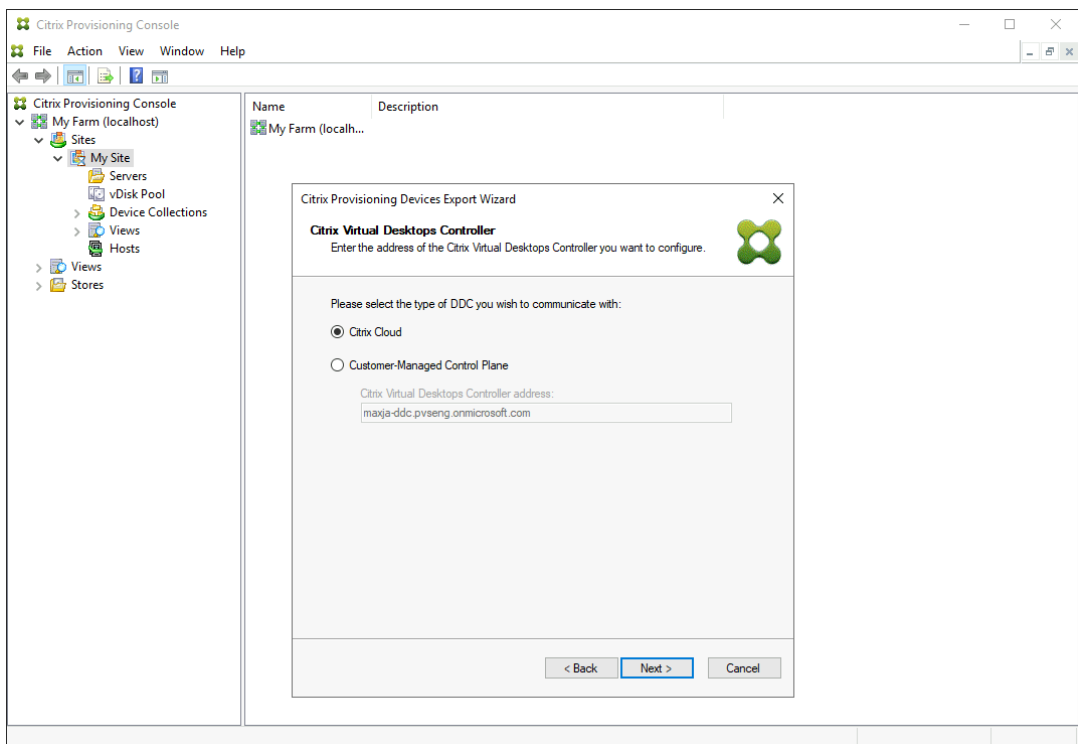 Citrix Provisioning Console
File Action View Window Help
Citrix Provisioning Console
My Farm (localhost)
Sites
My Site
Servers
vDisk Pool
Device Collections
Views
Hosts
Views
Stores
Name Description
My Farm (localh...
Citrix Provisioning Devices Export Wizard
Citrix Virtual Desktops Controller
Enter the address of the Citrix Virtual Desktops Controller you want to configure.
Please select the type of DDC you wish to communicate with:
Citrix Cloud
Customer-Managed Control Plane
Citrix Virtual Desktops Controller address:
maxja-ddc.pvseng.onmicrosoft.com
< Back Next > Cancel